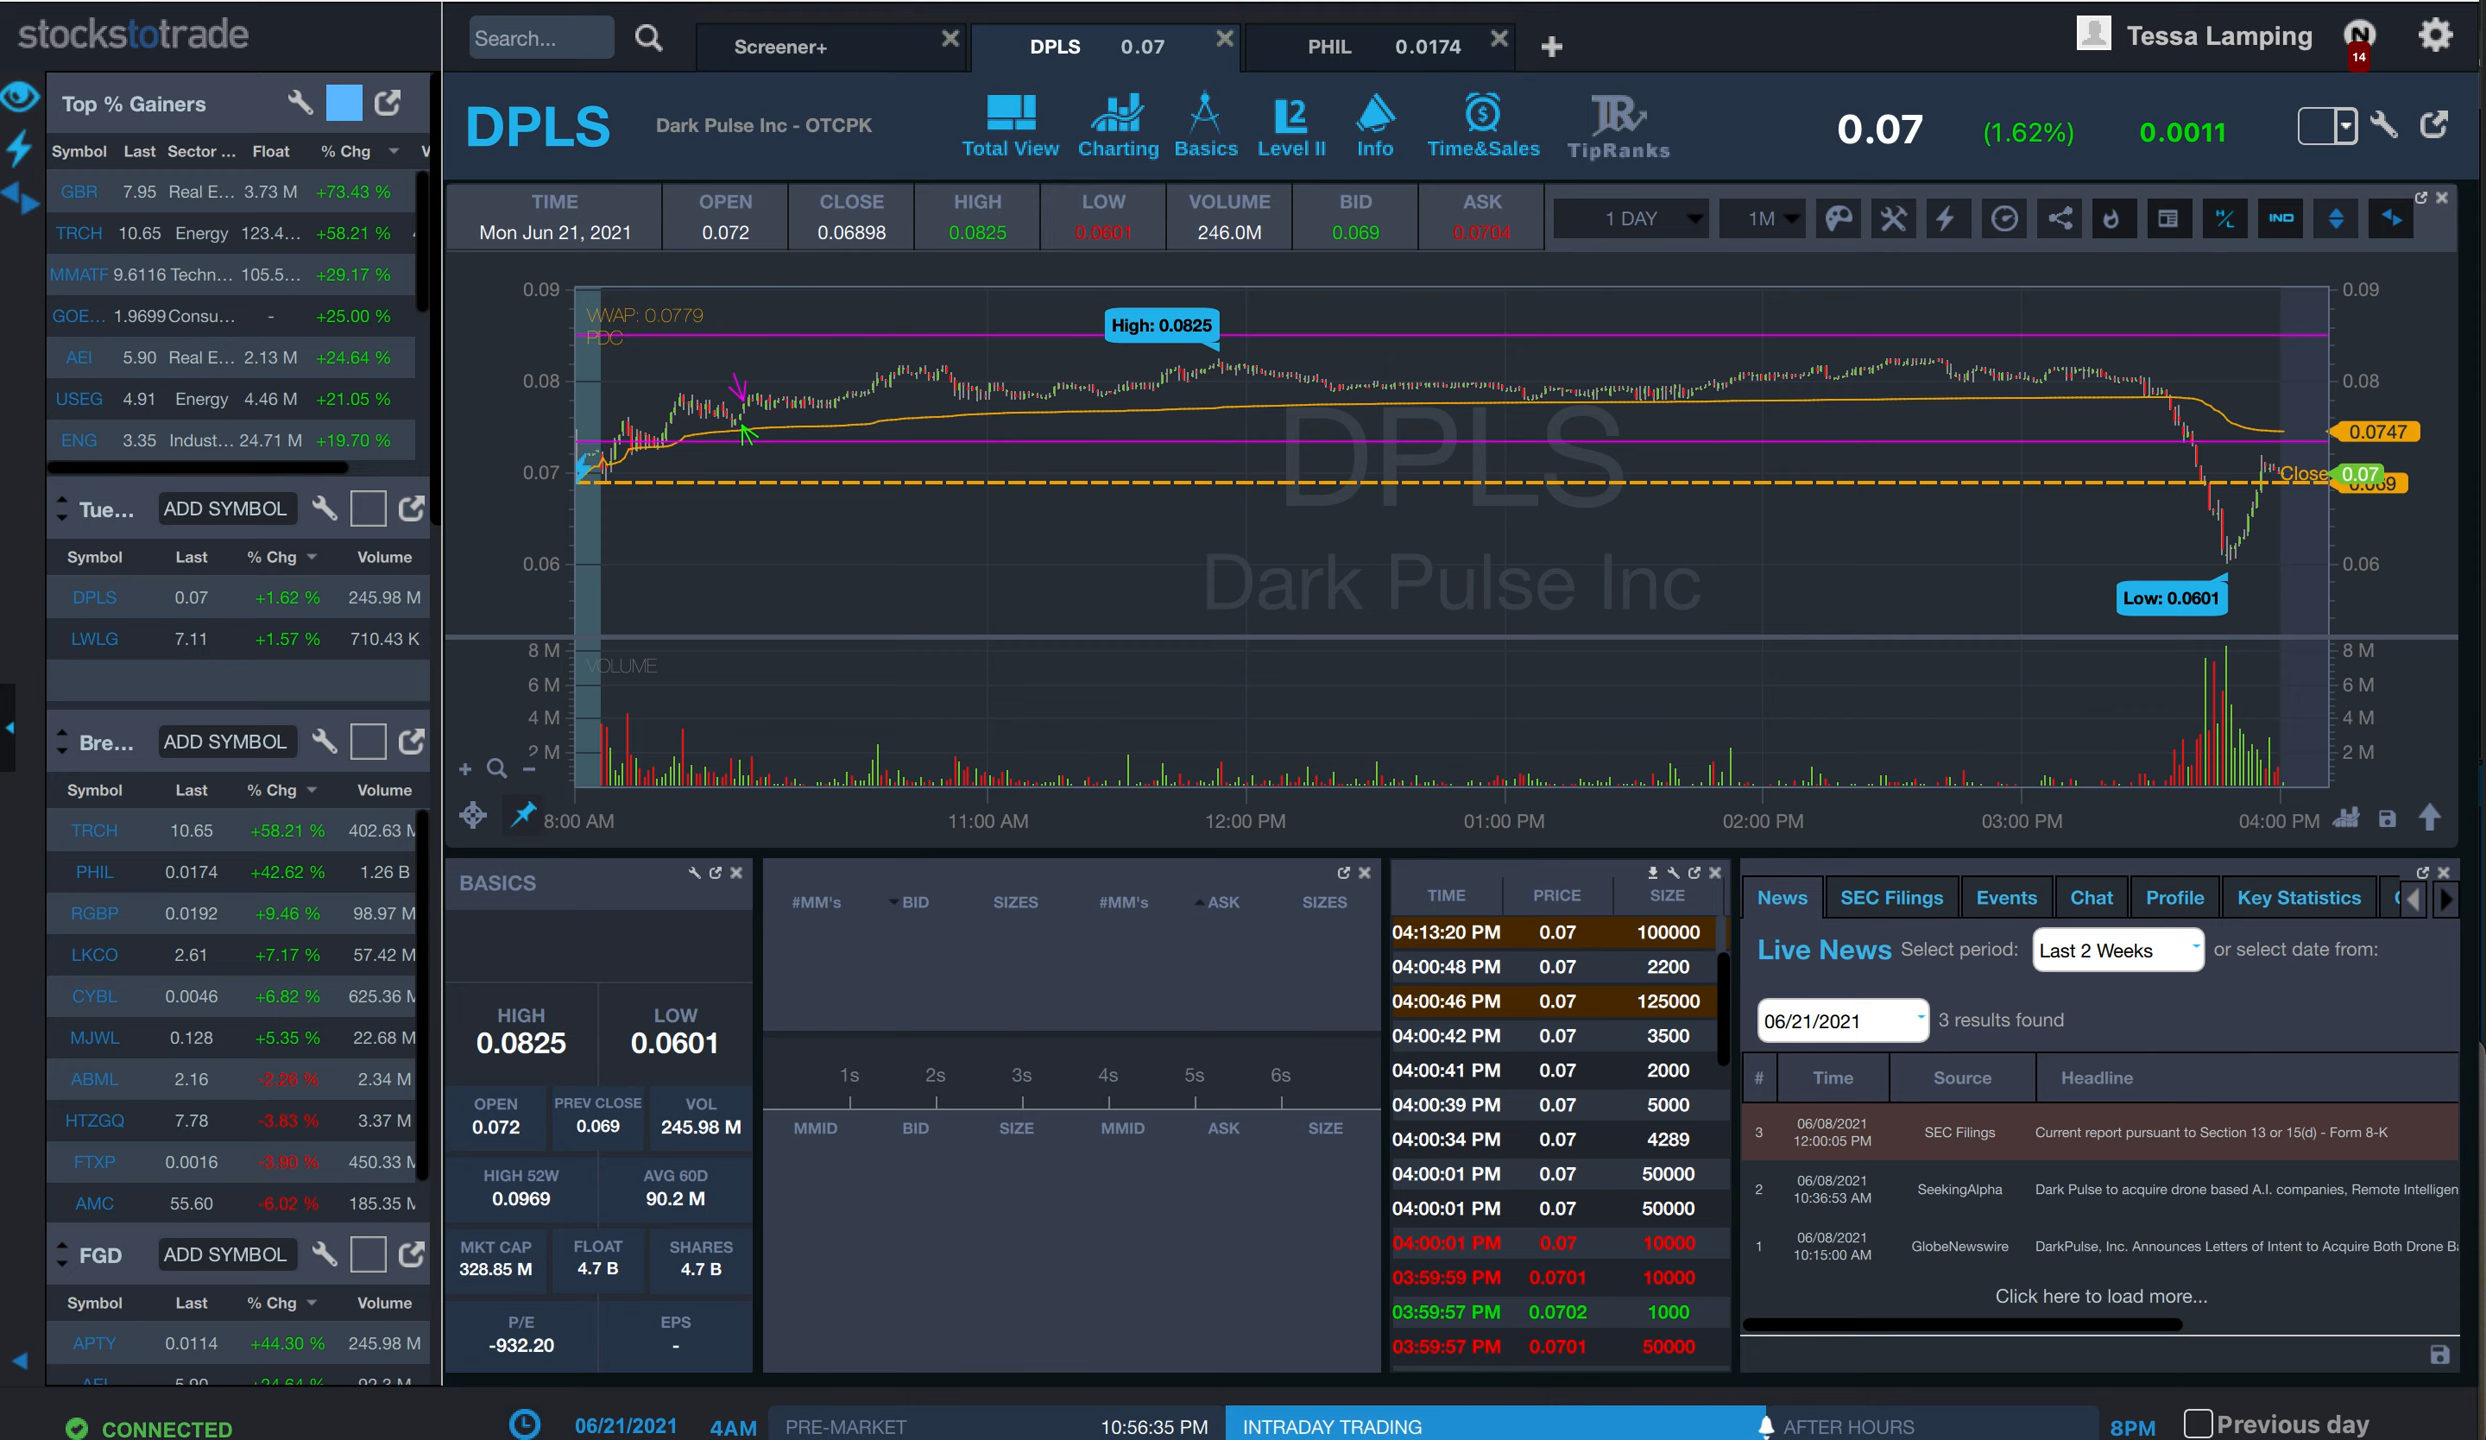 stockstotrade
Search...
Screener+
DPLS 0.07
PHIL 0.0174
Tessa Lamping
N
14
Top % Gainers
Symbol Last Sector ... Float % Chg V
GBR 7.95 Real E... 3.73 M +73.43 %
TRCH 10.65 Energy 123.4... +58.21 %
MMATF 9.6116 Techn... 105.5... +29.17 %
GOE... 1.9699 Consu... - +25.00 %
AEI 5.90 Real E... 2.13 M +24.64 %
USEG 4.91 Energy 4.46 M +21.05 %
ENG 3.35 Indust... 24.71 M +19.70 %
Tue... ADD SYMBOL
Symbol Last % Chg Volume
DPLS 0.07 +1.62 % 245.98 M
LWLG 7.11 +1.57 % 710.43 K
Bre... ADD SYMBOL
Symbol Last % Chg Volume
TRCH 10.65 +58.21 % 402.63 M
PHIL 0.0174 +42.62 % 1.26 B
RGBP 0.0192 +9.46 % 98.97 M
LKCO 2.61 +7.17 % 57.42 M
CYBL 0.0046 +6.82 % 625.36 M
MJWL 0.128 +5.35 % 22.68 M
ABML 2.16 -2.26 % 2.34 M
HTZGQ 7.78 -3.83 % 3.37 M
FTXP 0.0016 -3.90 % 450.33 M
AMC 55.60 -6.02 % 185.35 M
FGD ADD SYMBOL
Symbol Last % Chg Volume
APTY 0.0114 +44.30 % 245.98 M
AEI 5.90 +24.64 % 92.3 M
DPLS
Dark Pulse Inc - OTCPK
Total View
Charting
Basics
L2
Level II
Info
Time&Sales
TR
TipRanks
0.07 (1.62%) 0.0011
TIME OPEN CLOSE HIGH LOW VOLUME BID ASK
Mon Jun 21, 2021 0.072 0.06898 0.0825 0.0601 246.0M 0.069 0.0704
1 DAY
1M
H/L
IND
0.09
0.08
0.07
0.06
VWAP: 0.0779
PDC
High: 0.0825
DPLS
Dark Pulse Inc
Low: 0.0601
0.09
0.08
0.0747
Close 0.07
0.069
0.06
VOLUME
8 M
6 M
4 M
2 M
8 M
6 M
4 M
2 M
8:00 AM 11:00 AM 12:00 PM 01:00 PM 02:00 PM 03:00 PM 04:00 PM
BASICS
HIGH LOW
0.0825 0.0601
OPEN PREV CLOSE VOL
0.072 0.069 245.98 M
HIGH 52W AVG 60D
0.0969 90.2 M
MKT CAP FLOAT SHARES
328.85 M 4.7 B 4.7 B
P/E EPS
-932.20 -
#MM's BID SIZES #MM's ASK SIZES
1s 2s 3s 4s 5s 6s
MMID BID SIZE MMID ASK SIZE
TIME PRICE SIZE
04:13:20 PM 0.07 100000
04:00:48 PM 0.07 2200
04:00:46 PM 0.07 125000
04:00:42 PM 0.07 3500
04:00:41 PM 0.07 2000
04:00:39 PM 0.07 5000
04:00:34 PM 0.07 4289
04:00:01 PM 0.07 50000
04:00:01 PM 0.07 50000
04:00:01 PM 0.07 10000
03:59:59 PM 0.0701 10000
03:59:57 PM 0.0702 1000
03:59:57 PM 0.0701 50000
News SEC Filings Events Chat Profile Key Statistics
Live News Select period: Last 2 Weeks or select date from:
06/21/2021 3 results found
# Time Source Headline
3 06/08/2021 12:00:05 PM SEC Filings Current report pursuant to Section 13 or 15(d) - Form 8-K
2 06/08/2021 10:36:53 AM SeekingAlpha Dark Pulse to acquire drone based A.I. companies, Remote Intelligen
1 06/08/2021 10:15:00 AM GlobeNewswire DarkPulse, Inc. Announces Letters of Intent to Acquire Both Drone Ba
Click here to load more...
CONNECTED
06/21/2021 4AM PRE-MARKET 10:56:35 PM INTRADAY TRADING AFTER HOURS 8PM Previous day